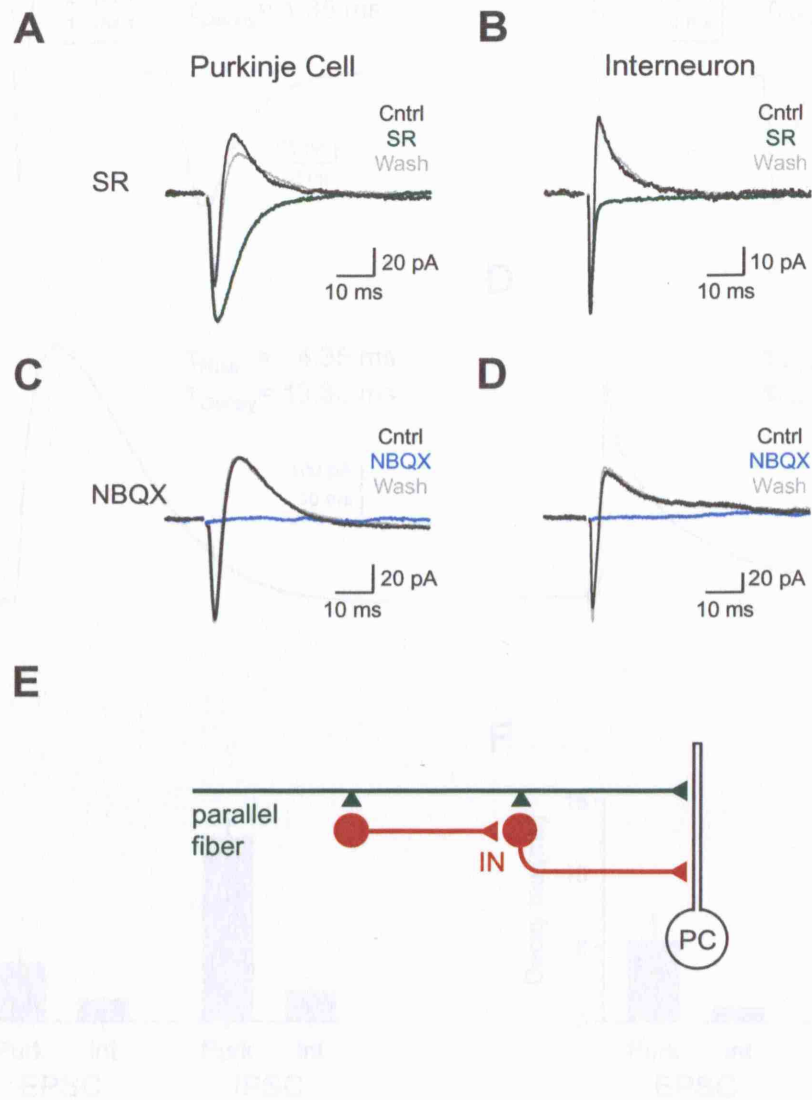 A
Purkinje Cell
Cntrl
SR
Wash
SR
20 pA
10 ms
B
Interneuron
Cntrl
SR
Wash
10 pA
10 ms
C
Cntrl
NBQX
Wash
NBQX
20 pA
10 ms
D
Cntrl
NBQX
Wash
20 pA
10 ms
E
parallel
fiber
IN
PC